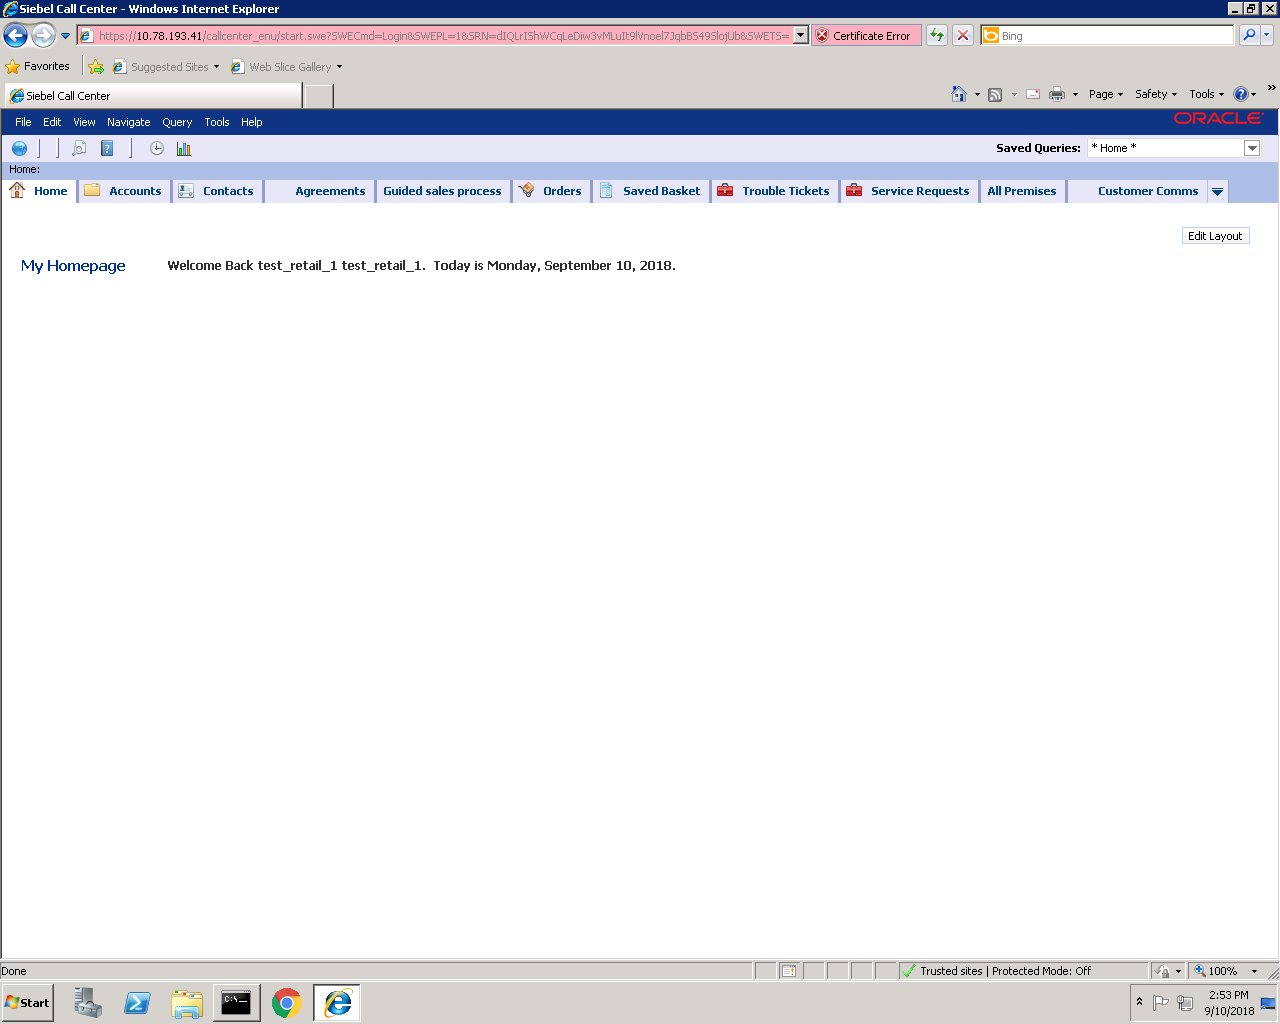 Siebel Call Center - Windows Internet Explorer
https://10.78.193.41/callcenter_enu/start.swe?SWECmd=Login&SWEPL=1&SRN=
Certificate Error
Bing
Favorites
Suggested Sites
Web Slice Gallery
Siebel Call Center
Page
Safety
Tools
File Edit View Navigate Query Tools Help
ORACLE
Saved Queries: * Home *
Home:
Home Accounts Contacts Agreements Guided sales process Orders Saved Basket Trouble Tickets Service Requests All Premises Customer Comms
Edit Layout
My Homepage Welcome Back test_retail_1 test_retail_1. Today is Monday, September 10, 2018.
Done
Trusted sites | Protected Mode: Off
100%
Start
C:\_
2:53 PM
9/10/2018